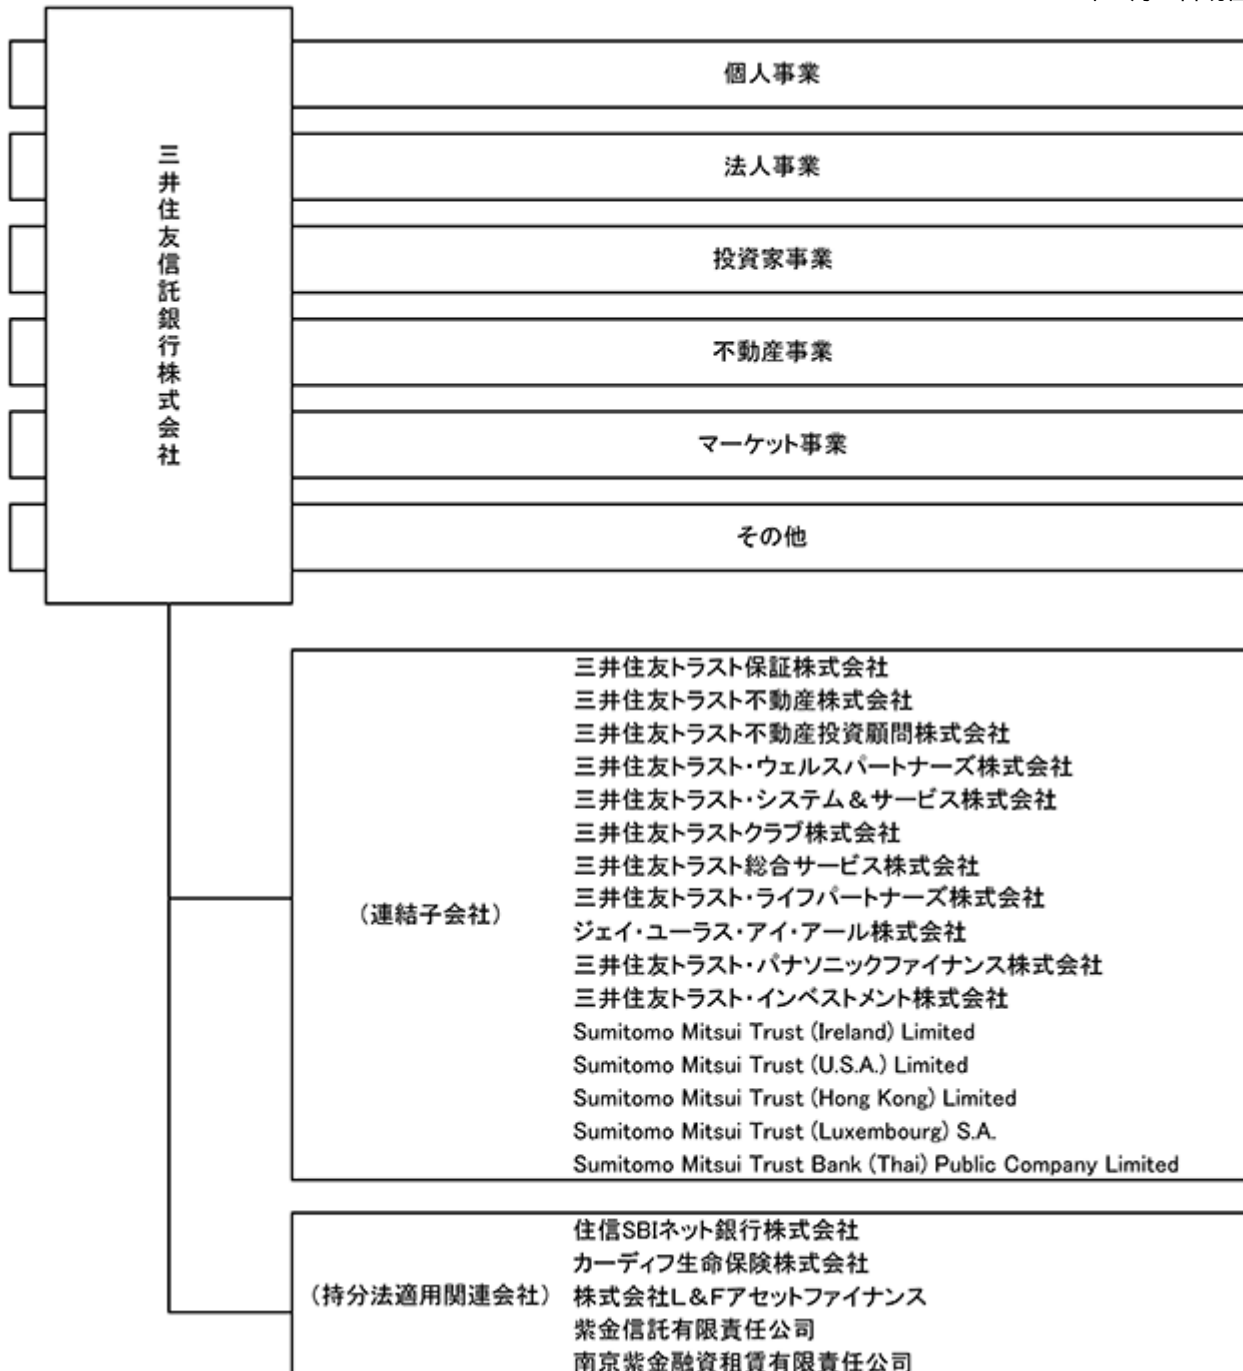 三井住友信託銀行株式会社
個人事業
法人事業
投資家事業
不動産事業
マーケット事業
その他
(連結子会社)
三井住友トラスト保証株式会社
三井住友トラスト不動産株式会社
三井住友トラスト不動産投資顧問株式会社
三井住友トラスト・ウェルスパートナーズ株式会社
三井住友トラスト・システム&サービス株式会社
三井住友トラストクラブ株式会社
三井住友トラスト総合サービス株式会社
三井住友トラスト・ライフパートナーズ株式会社
ジェイ・ユーラス・アイ・アール株式会社
三井住友トラスト・パナソニックファイナンス株式会社
三井住友トラスト・インベストメント株式会社
Sumitomo Mitsui Trust (Ireland) Limited
Sumitomo Mitsui Trust (U.S.A.) Limited
Sumitomo Mitsui Trust (Hong Kong) Limited
Sumitomo Mitsui Trust (Luxembourg) S.A.
Sumitomo Mitsui Trust Bank (Thai) Public Company Limited
(持分法適用関連会社)
住信SBIネット銀行株式会社
カーディフ生命保険株式会社
株式会社L&Fアセットファイナンス
紫金信託有限責任公司
南京紫金融資租賃有限責任公司